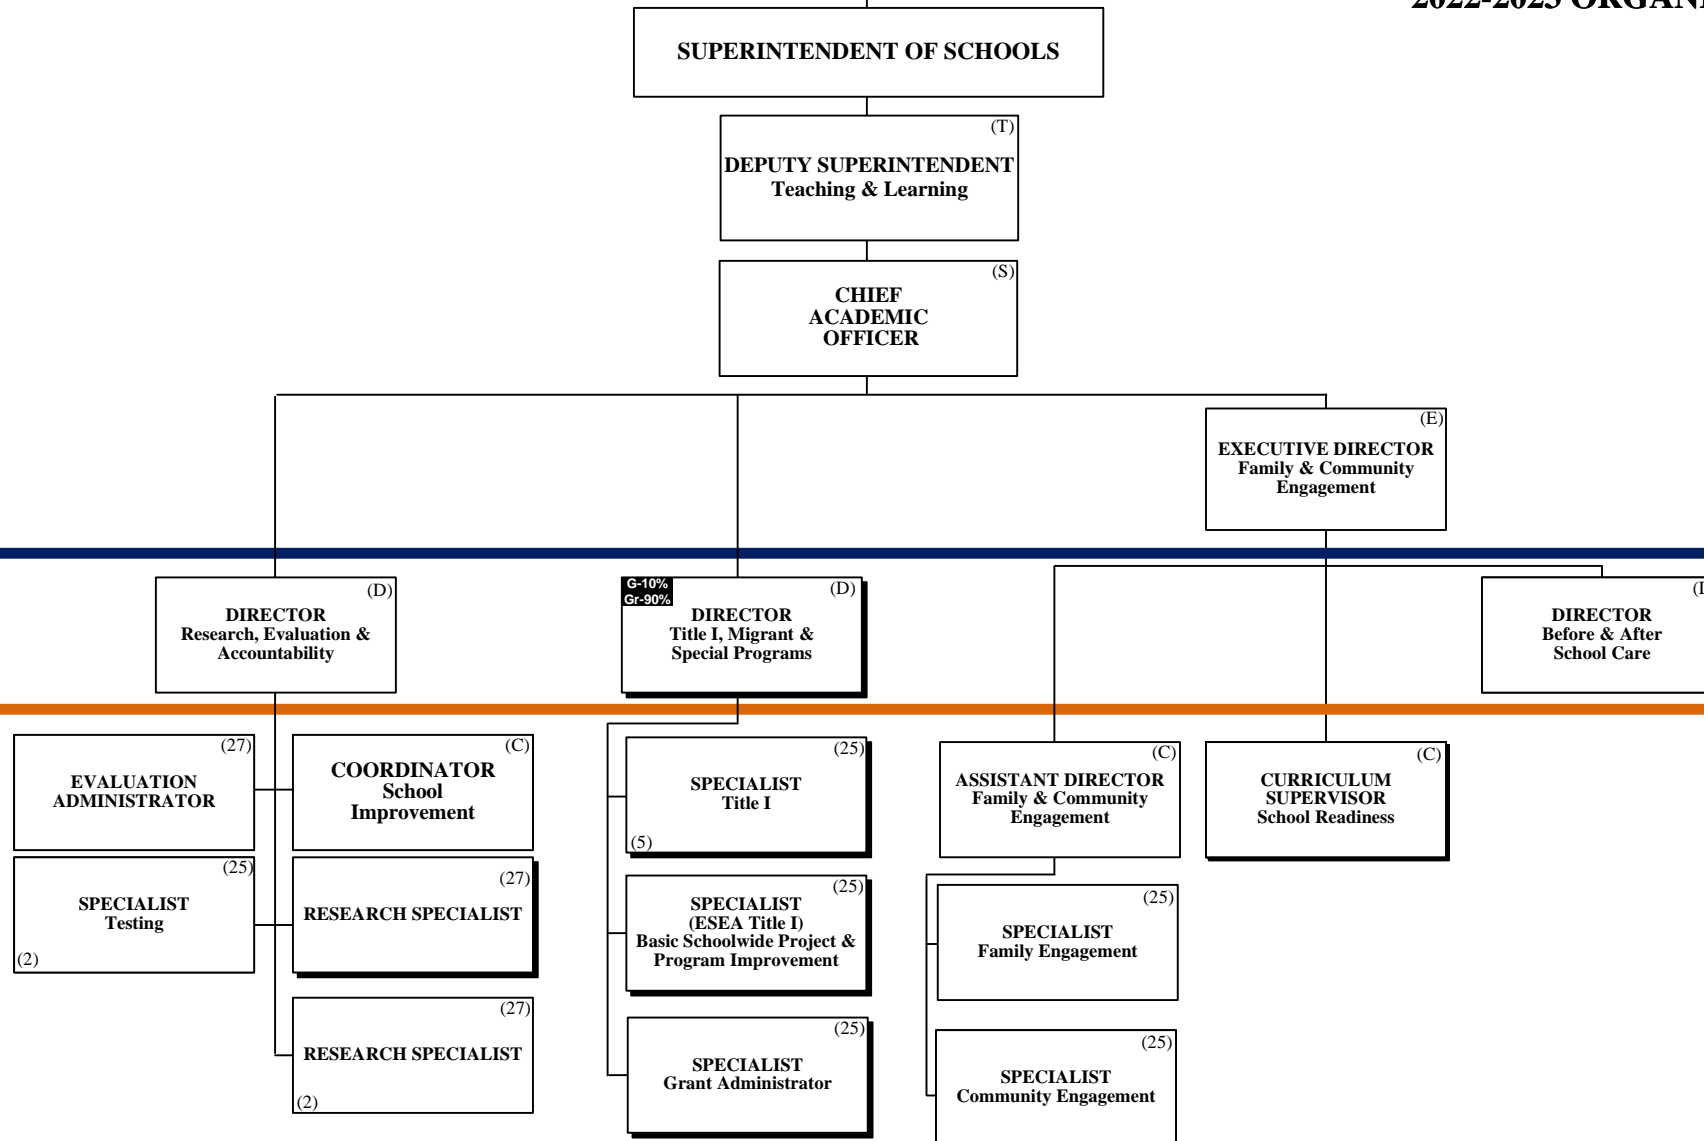 2022-2023 ORGANI
SUPERINTENDENT OF SCHOOLS
(T)
DEPUTY SUPERINTENDENT
Teaching & Learning
(S)
CHIEF
ACADEMIC
OFFICER
(E)
EXECUTIVE DIRECTOR
Family & Community
Engagement
(D)
DIRECTOR
Research, Evaluation &
Accountability
G-10%
Gr-90%
(D)
DIRECTOR
Title I, Migrant &
Special Programs
DIRECTOR
Before & After
School Care
(27)
EVALUATION
ADMINISTRATOR
(C)
COORDINATOR
School
Improvement
(25)
SPECIALIST
Testing
(2)
(27)
RESEARCH SPECIALIST
(27)
RESEARCH SPECIALIST
(2)
(25)
SPECIALIST
Title I
(5)
(25)
SPECIALIST
(ESEA Title I)
Basic Schoolwide Project &
Program Improvement
(25)
SPECIALIST
Grant Administrator
(C)
ASSISTANT DIRECTOR
Family & Community
Engagement
(C)
CURRICULUM
SUPERVISOR
School Readiness
(25)
SPECIALIST
Family Engagement
(25)
SPECIALIST
Community Engagement